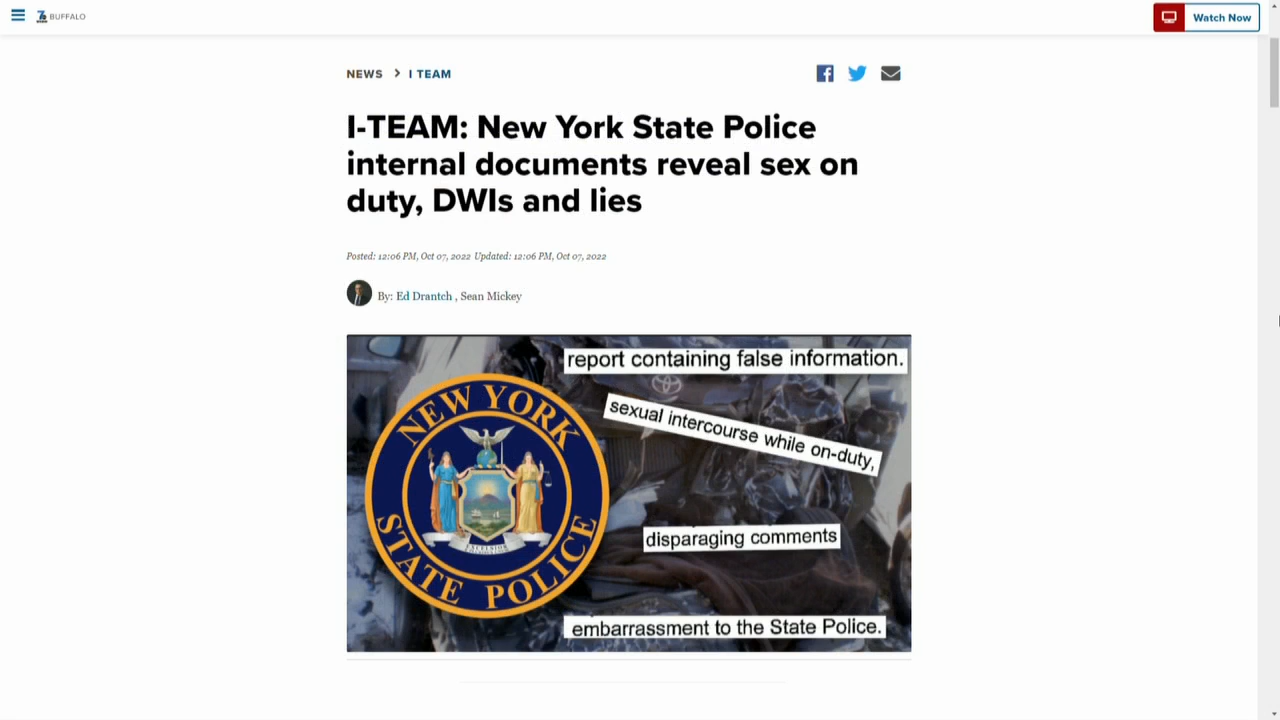 7 BUFFALO
Watch Now
NEWS > I TEAM
I-TEAM: New York State Police
internal documents reveal sex on
duty, DWIs and lies
Posted: 12:06 PM, Oct 07, 2022 Updated: 12:06 PM, Oct 07, 2022
By: Ed Drantch , Sean Mickey
report containing false information.
sexual intercourse while on-duty,
NEW YORK
STATE POLICE
EXCELSIOR
disparaging comments
embarrassment to the State Police.